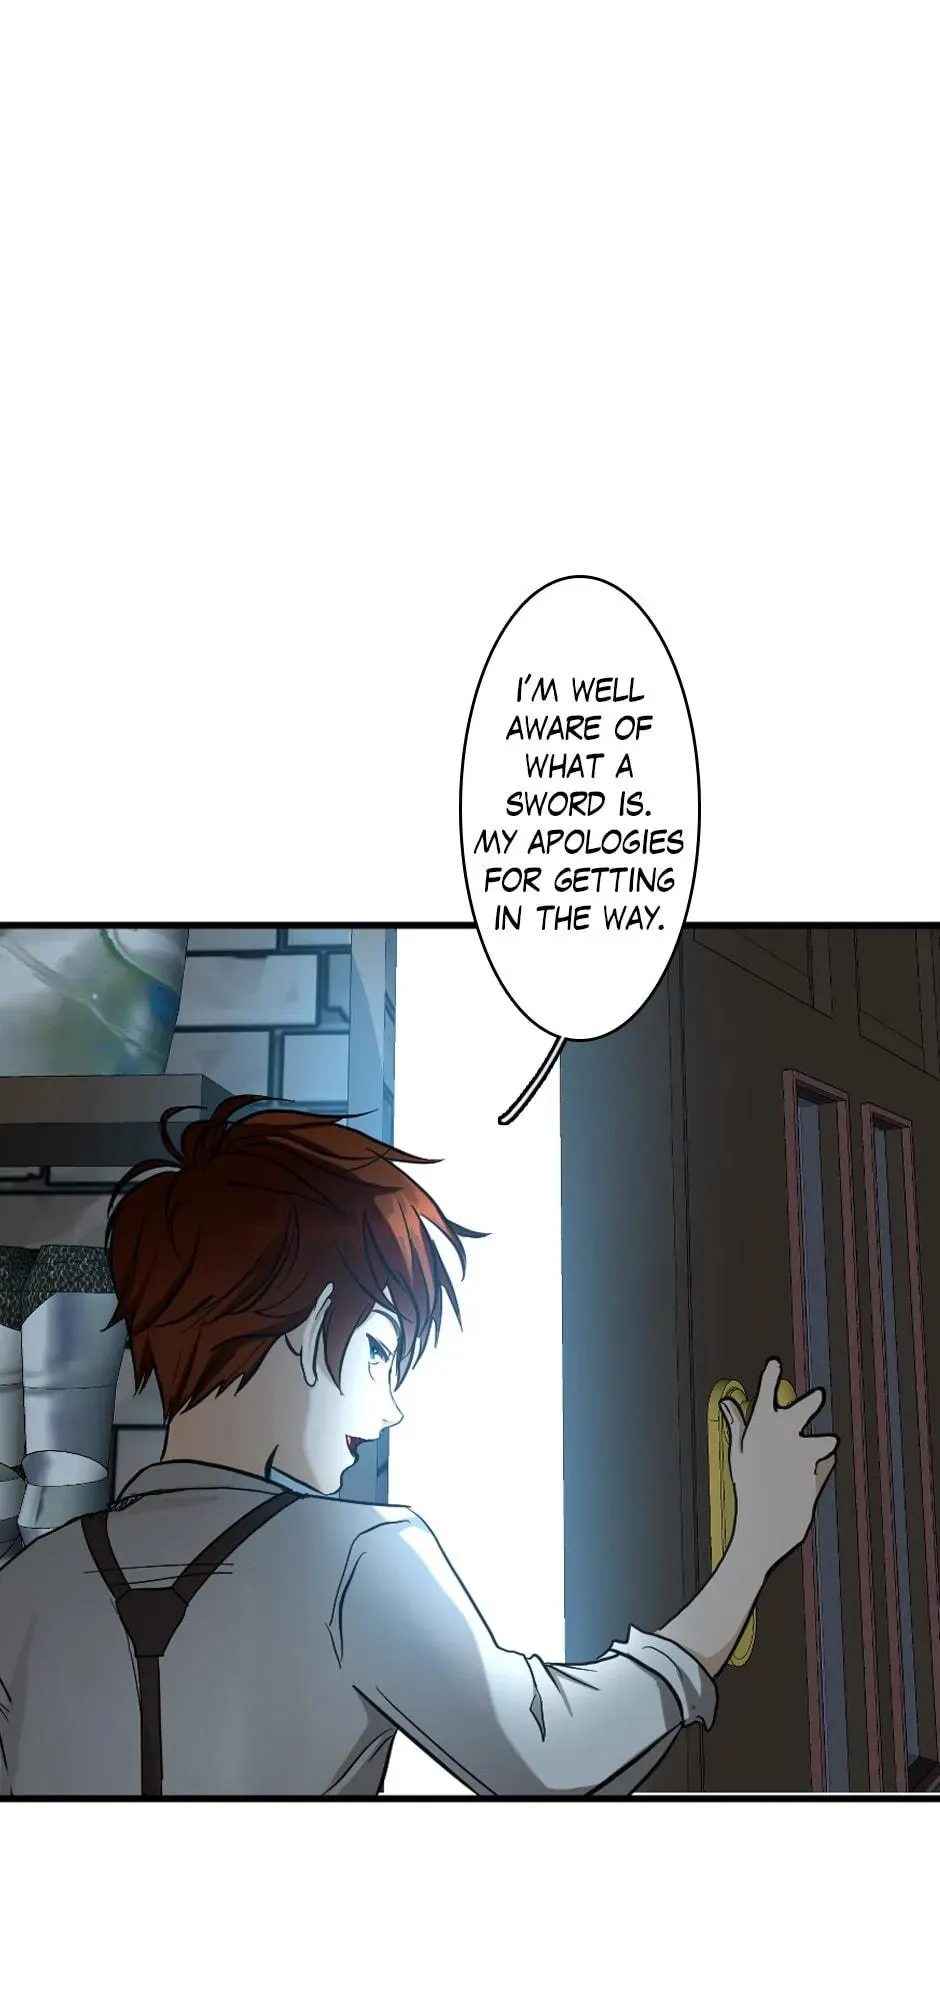 I'M WELL
AWARE OF
WHAT A
SWORD IS.
MY APOLOGIES
FOR GETTING
IN THE WAY.